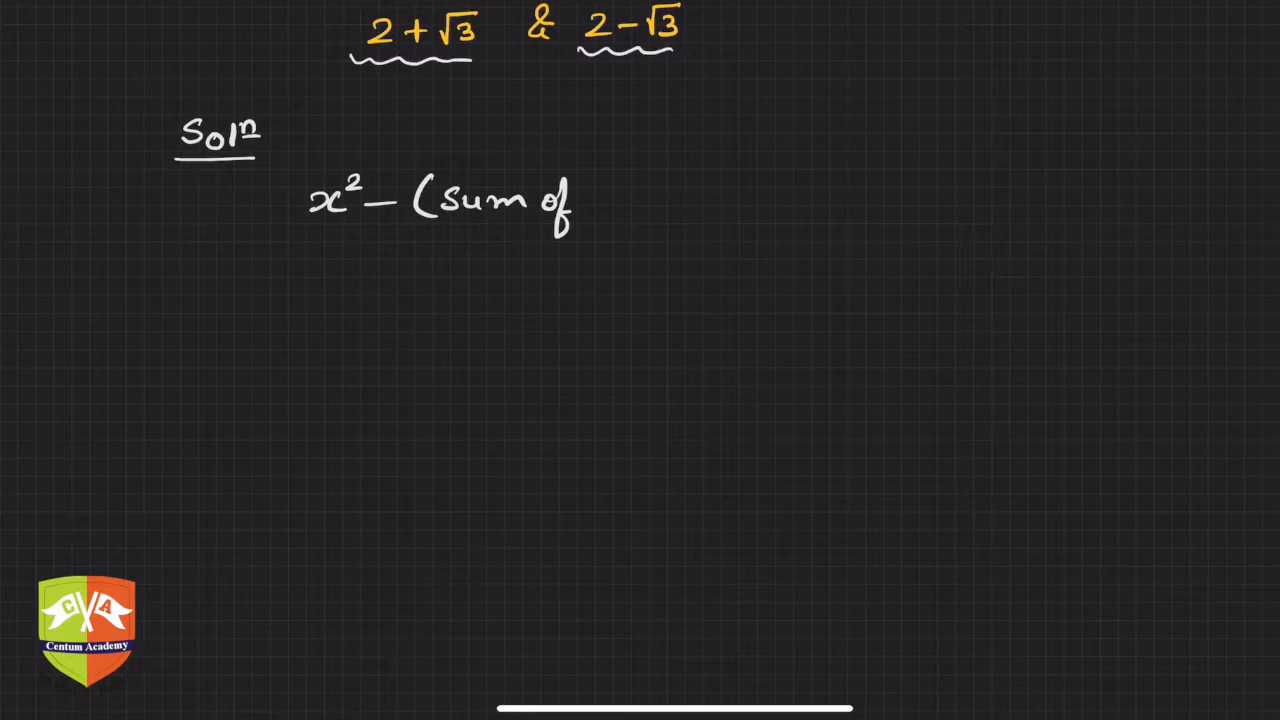 2 + √3 & 2 - √3
Solⁿ
x² - (Sum of
C A
Centum Academy